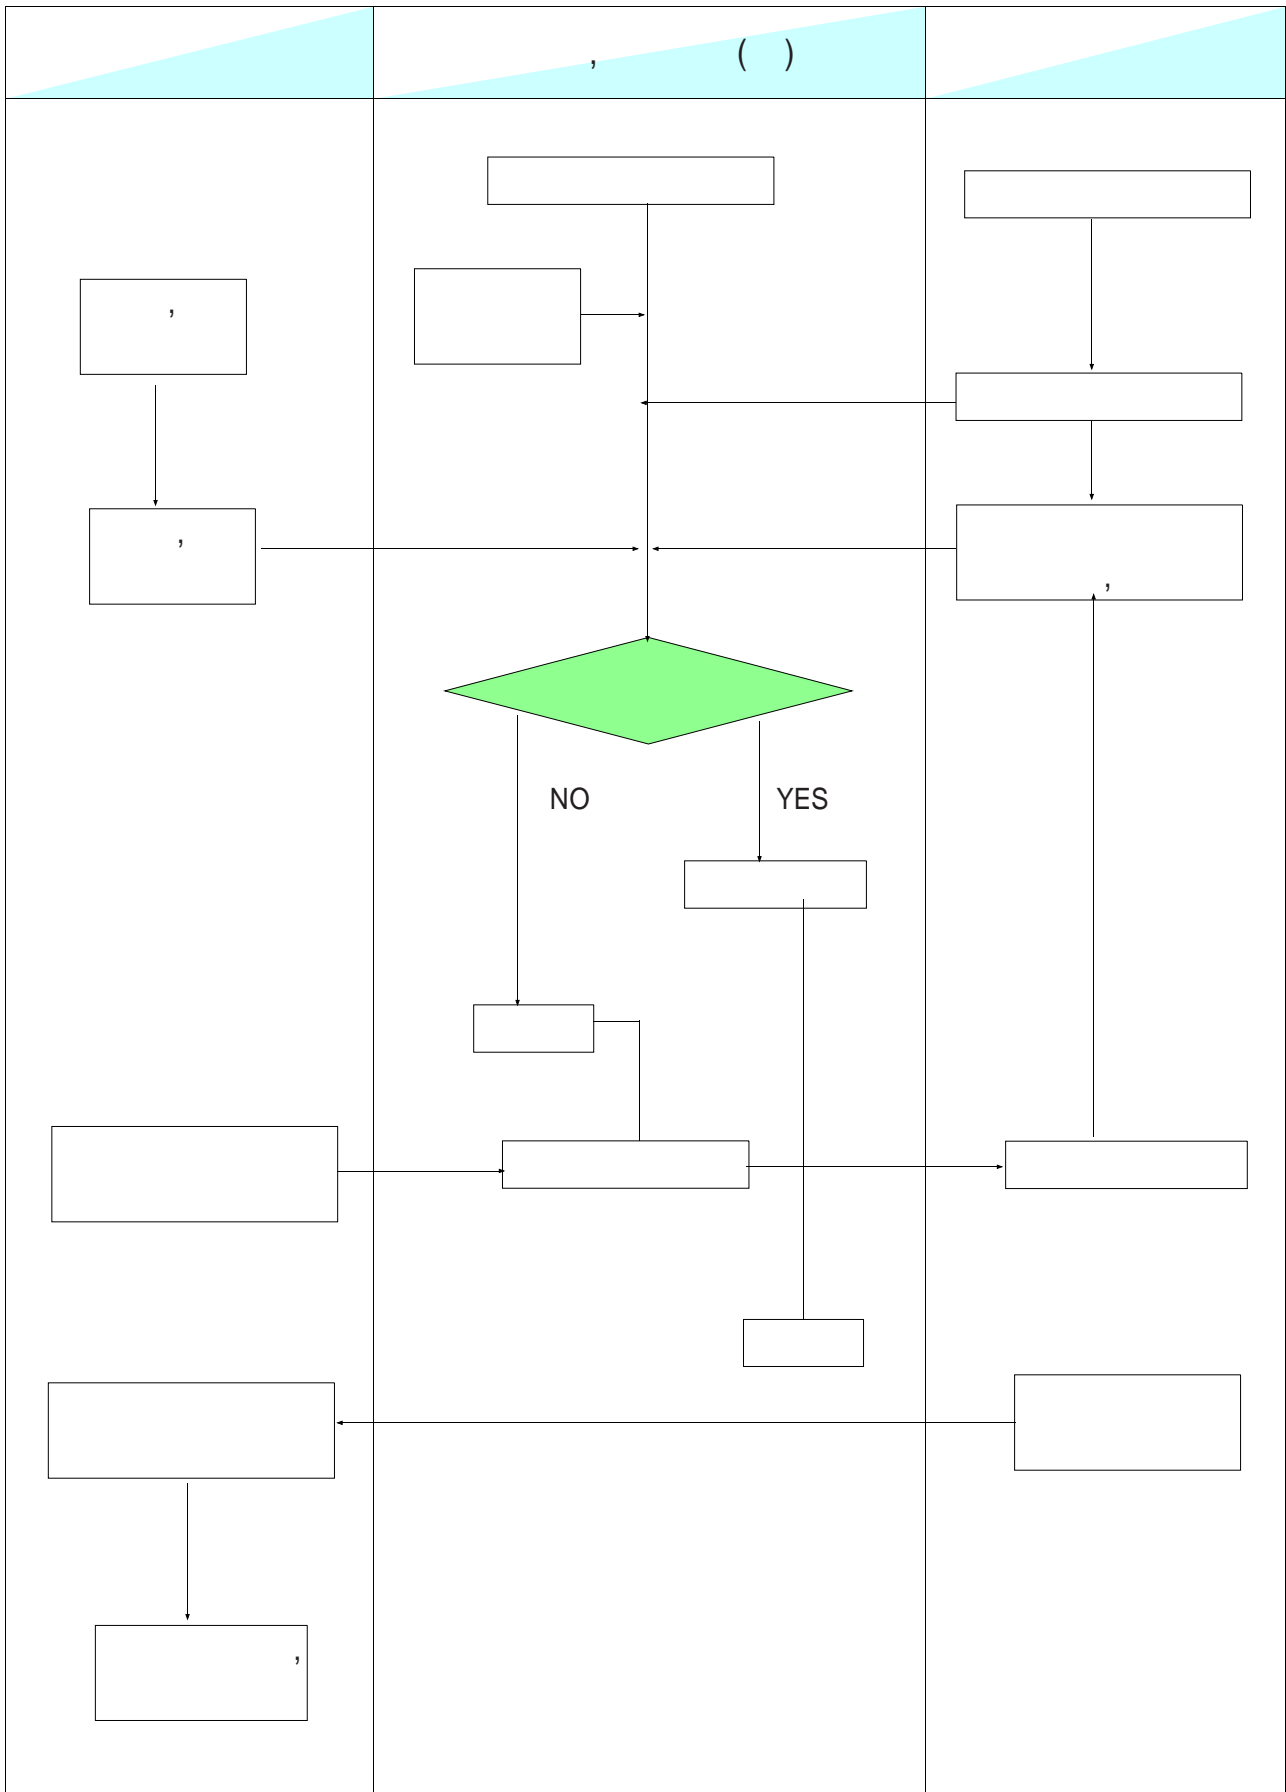 , ( )
,
,
,
NO YES
,